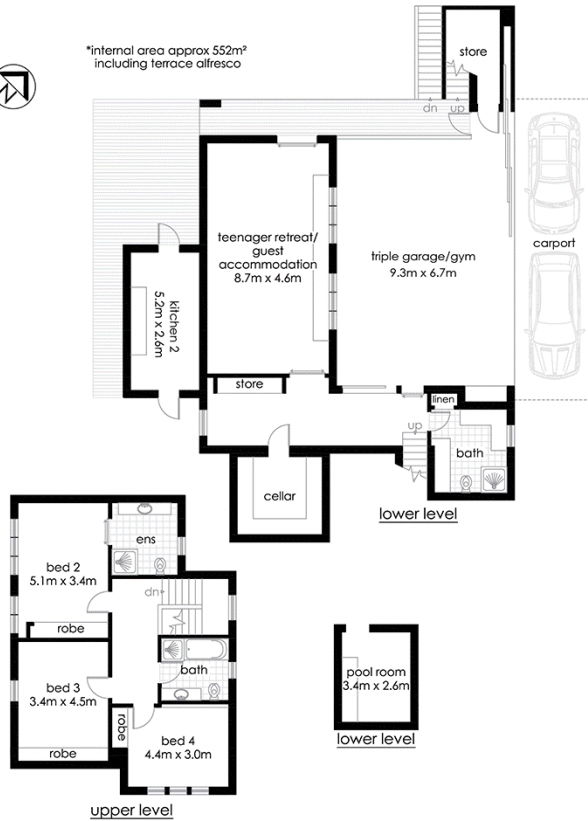 *internal area approx 552m²
including terrace alfresco
N
store
dn
up
teenager retreat/
guest
accommodation
8.7m x 4.6m
triple garage/gym
9.3m x 6.7m
carport
kitchen 2
5.2m x 2.6m
store
linen
up
bath
cellar
lower level
ens
bed 2
5.1m x 3.4m
dn
robe
bath
bed 3
3.4m x 4.5m
robe
robe
bed 4
4.4m x 3.0m
upper level
pool room
3.4m x 2.6m
lower level